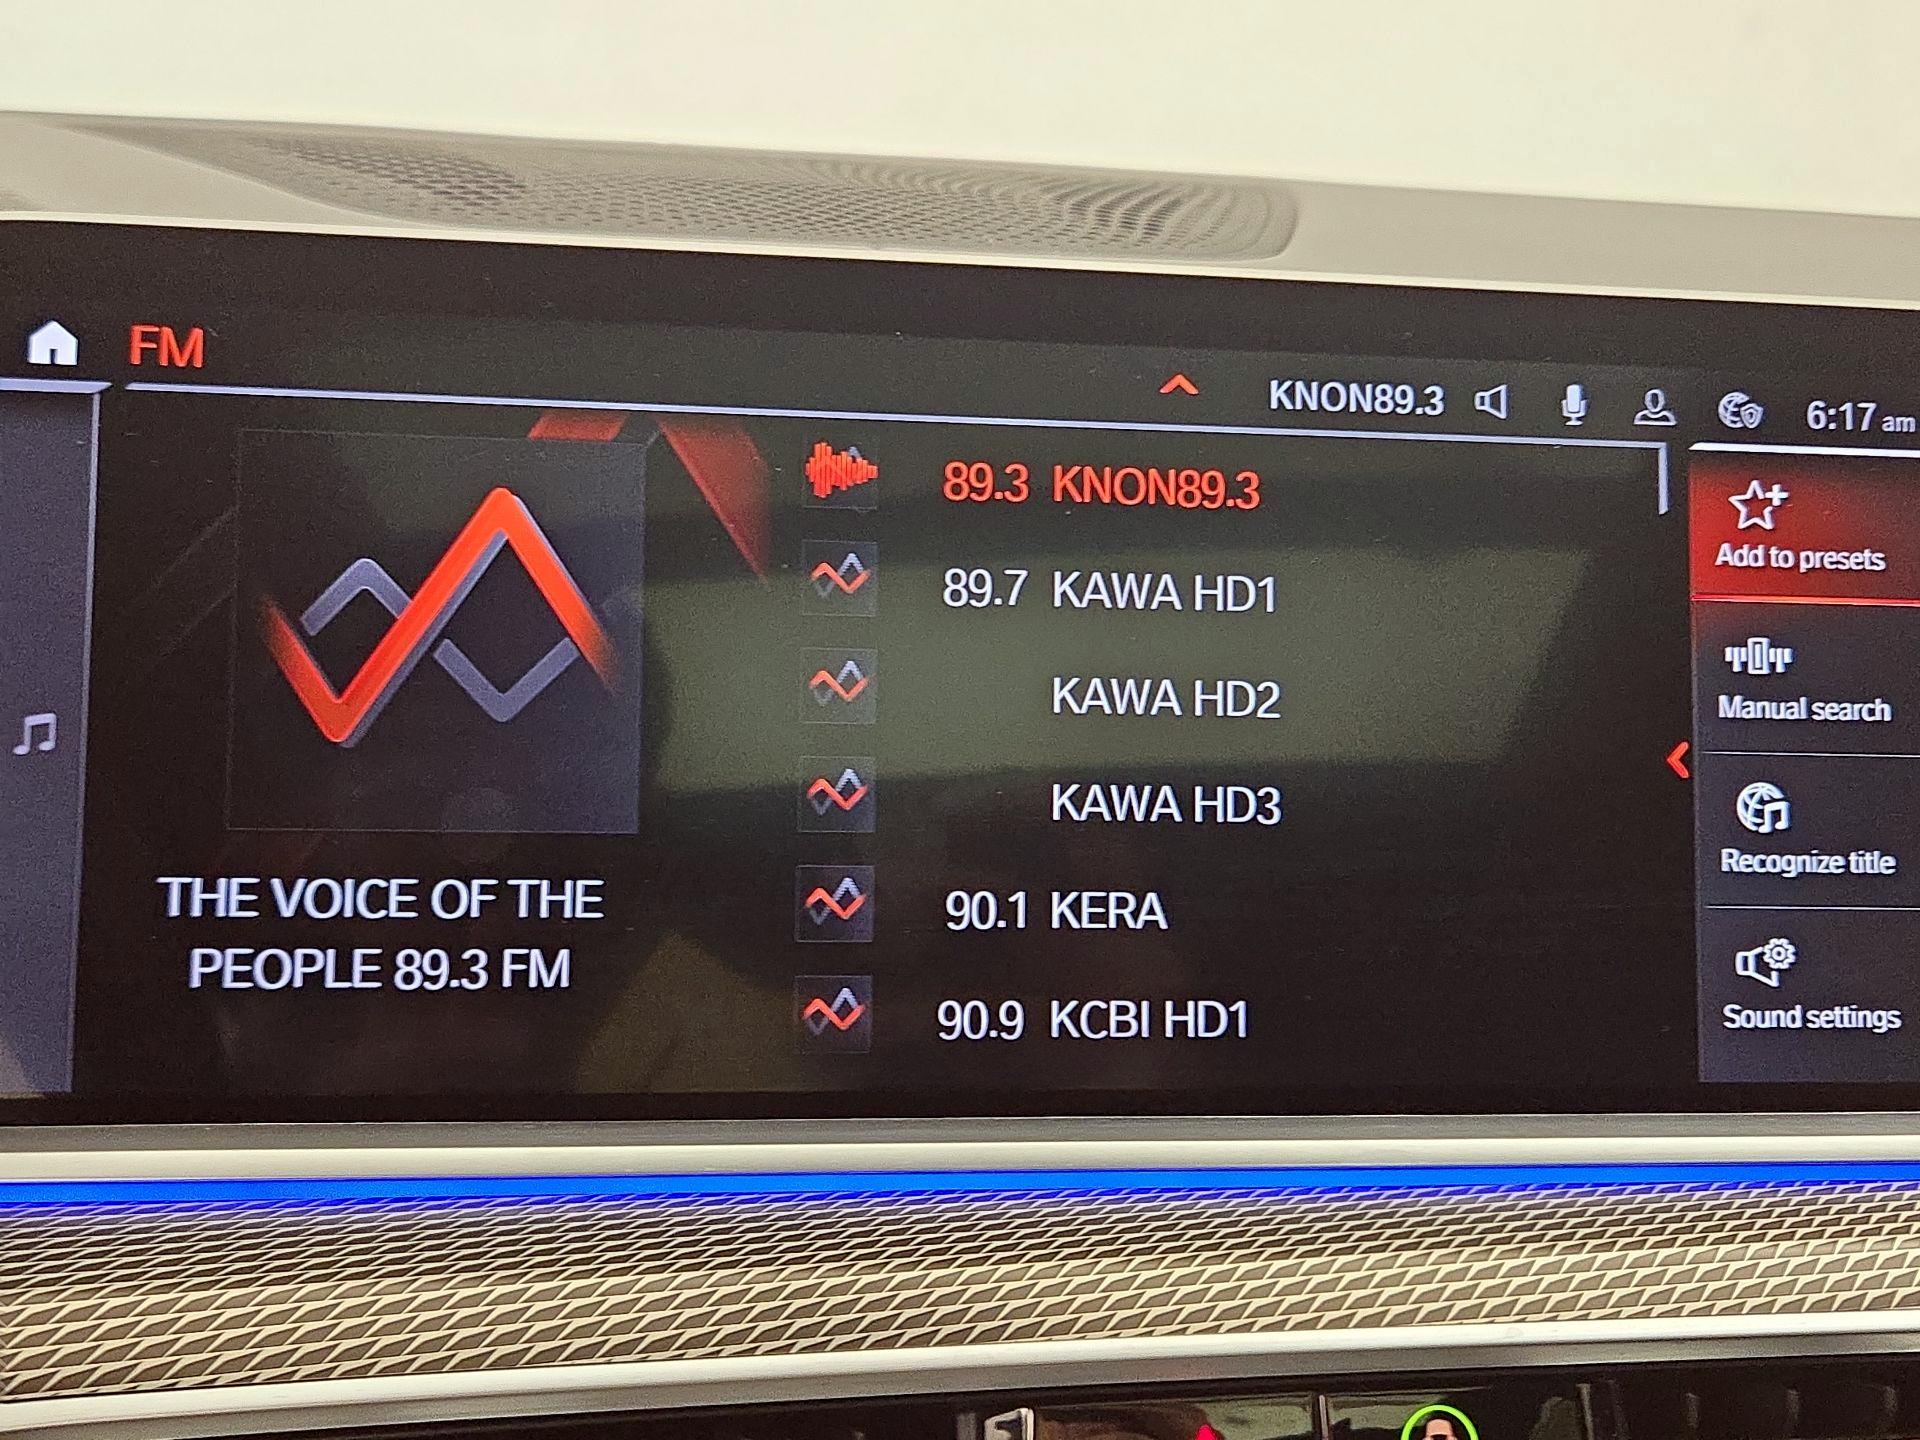 FM
KNON89.3
6:17 am
89.3 KNON89.3
89.7 KAWA HD1
KAWA HD2
KAWA HD3
90.1 KERA
90.9 KCBI HD1
THE VOICE OF THE
PEOPLE 89.3 FM
Add to presets
Manual search
Recognize title
Sound settings